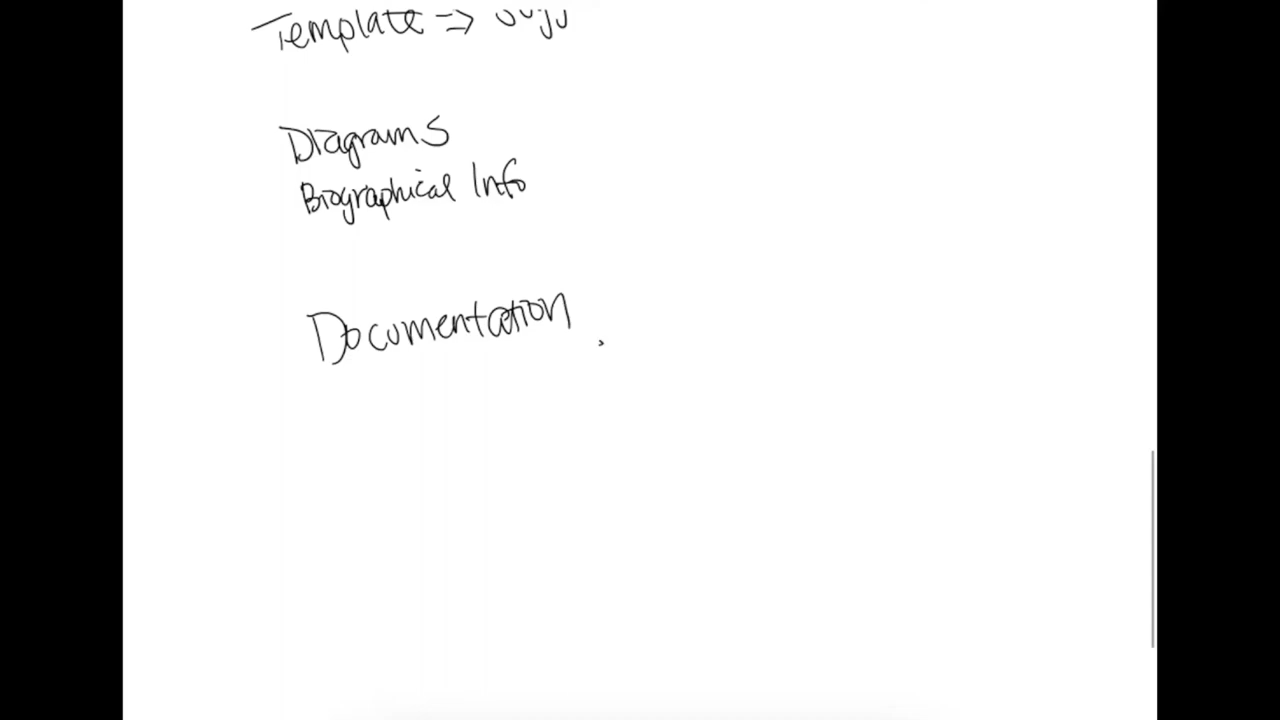 Template =>
Diagrams
Biographical Info
Documentation